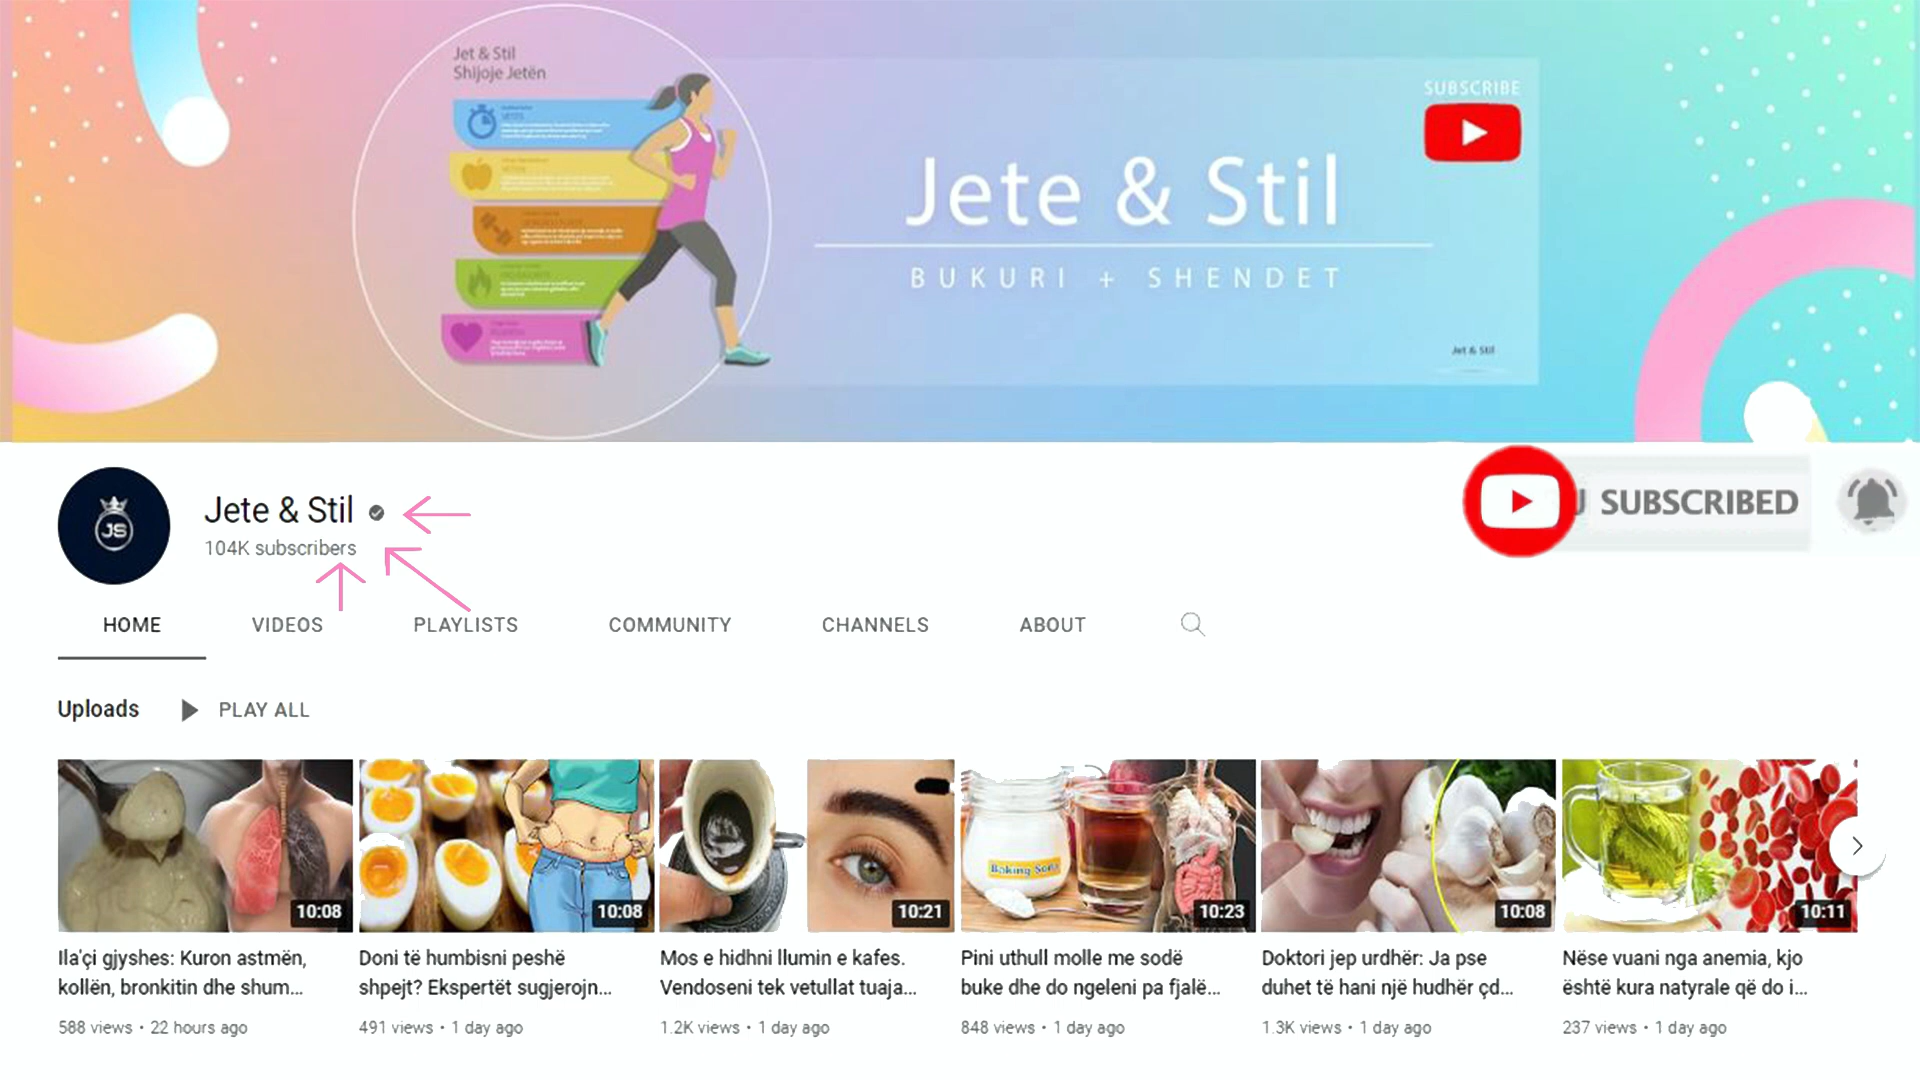 Jet & Stil
Shijoje Jetën
SUBSCRIBE
Jete & Stil
BUKURI + SHENDET
Jet & Stil
JS
Jete & Stil
104K subscribers
SUBSCRIBED
HOME VIDEOS PLAYLISTS COMMUNITY CHANNELS ABOUT
Uploads PLAY ALL
Baking Soda
10:08 10:08 10:21 10:23 10:08 10:11
Ila'çi gjyshes: Kuron astmën,
kollën, bronkitin dhe shum...
588 views • 22 hours ago
Doni të humbisni peshë
shpejt? Ekspertët sugjerojn...
491 views • 1 day ago
Mos e hidhni llumin e kafes.
Vendoseni tek vetullat tuaja...
1.2K views • 1 day ago
Pini uthull molle me sodë
buke dhe do ngeleni pa fjalë...
848 views • 1 day ago
Doktori jep urdhër: Ja pse
duhet të hani një hudhër çd...
1.3K views • 1 day ago
Nëse vuani nga anemia, kjo
është kura natyrale që do i...
237 views • 1 day ago